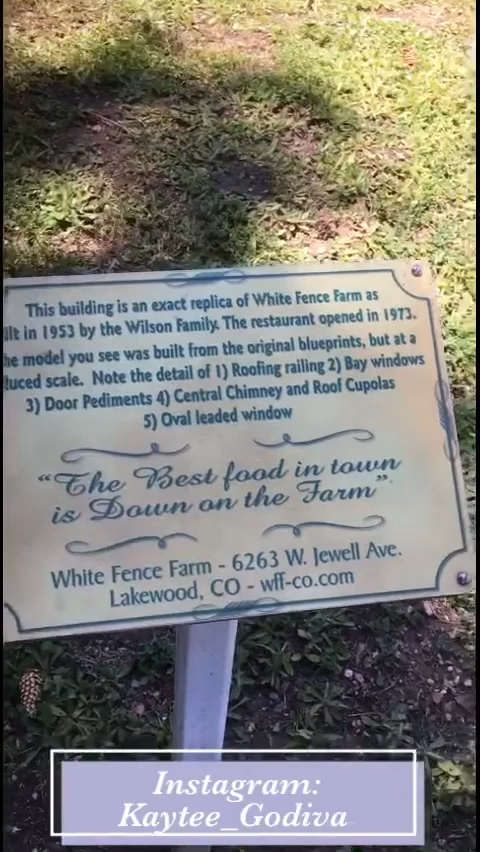 This building is an exact replica of White Fence Farm as
ilt in 1953 by the Wilson Family. The restaurant opened in 1973.
he model you see was built from the original blueprints, but at a
duced scale. Note the detail of 1) Roofing railing 2) Bay windows
3) Door Pediments 4) Central Chimney and Roof Cupolas
5) Oval leaded window
"The Best food in town
is Down on the Farm".
White Fence Farm - 6263 W. Jewell Ave.
Lakewood, CO - wff-co.com
Instagram:
Kaytee_Godiva